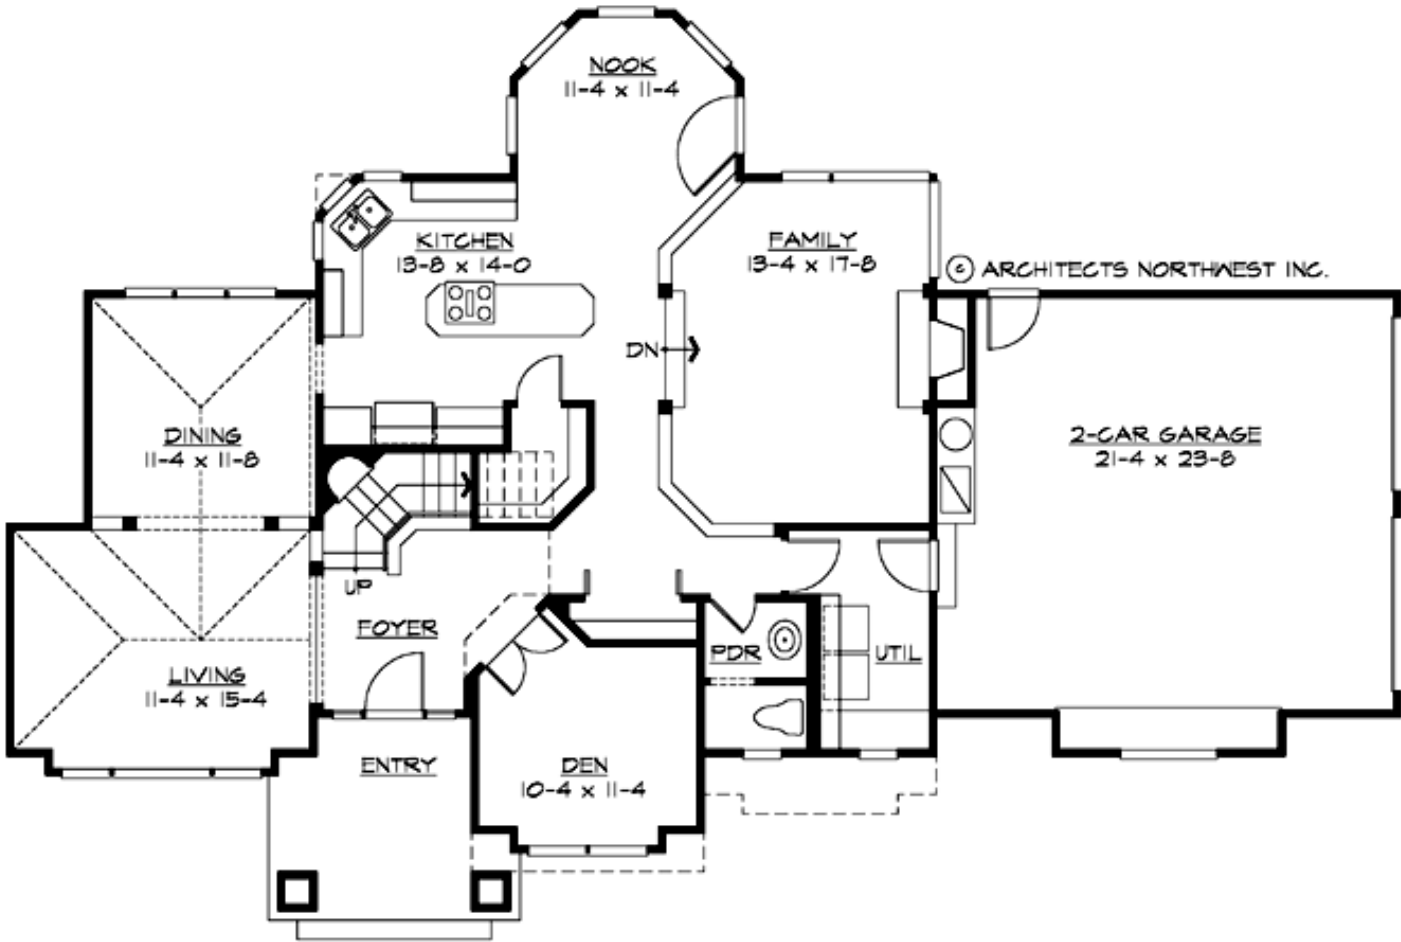 NOOK
11-4 x 11-4
KITCHEN
13-8 x 14-0
FAMILY
13-4 x 17-8
© ARCHITECTS NORTHWEST INC.
DN
DINING
11-4 x 11-8
2-CAR GARAGE
21-4 x 23-8
UP
FOYER
PDR
UTIL
LIVING
11-4 x 15-4
ENTRY
DEN
10-4 x 11-4